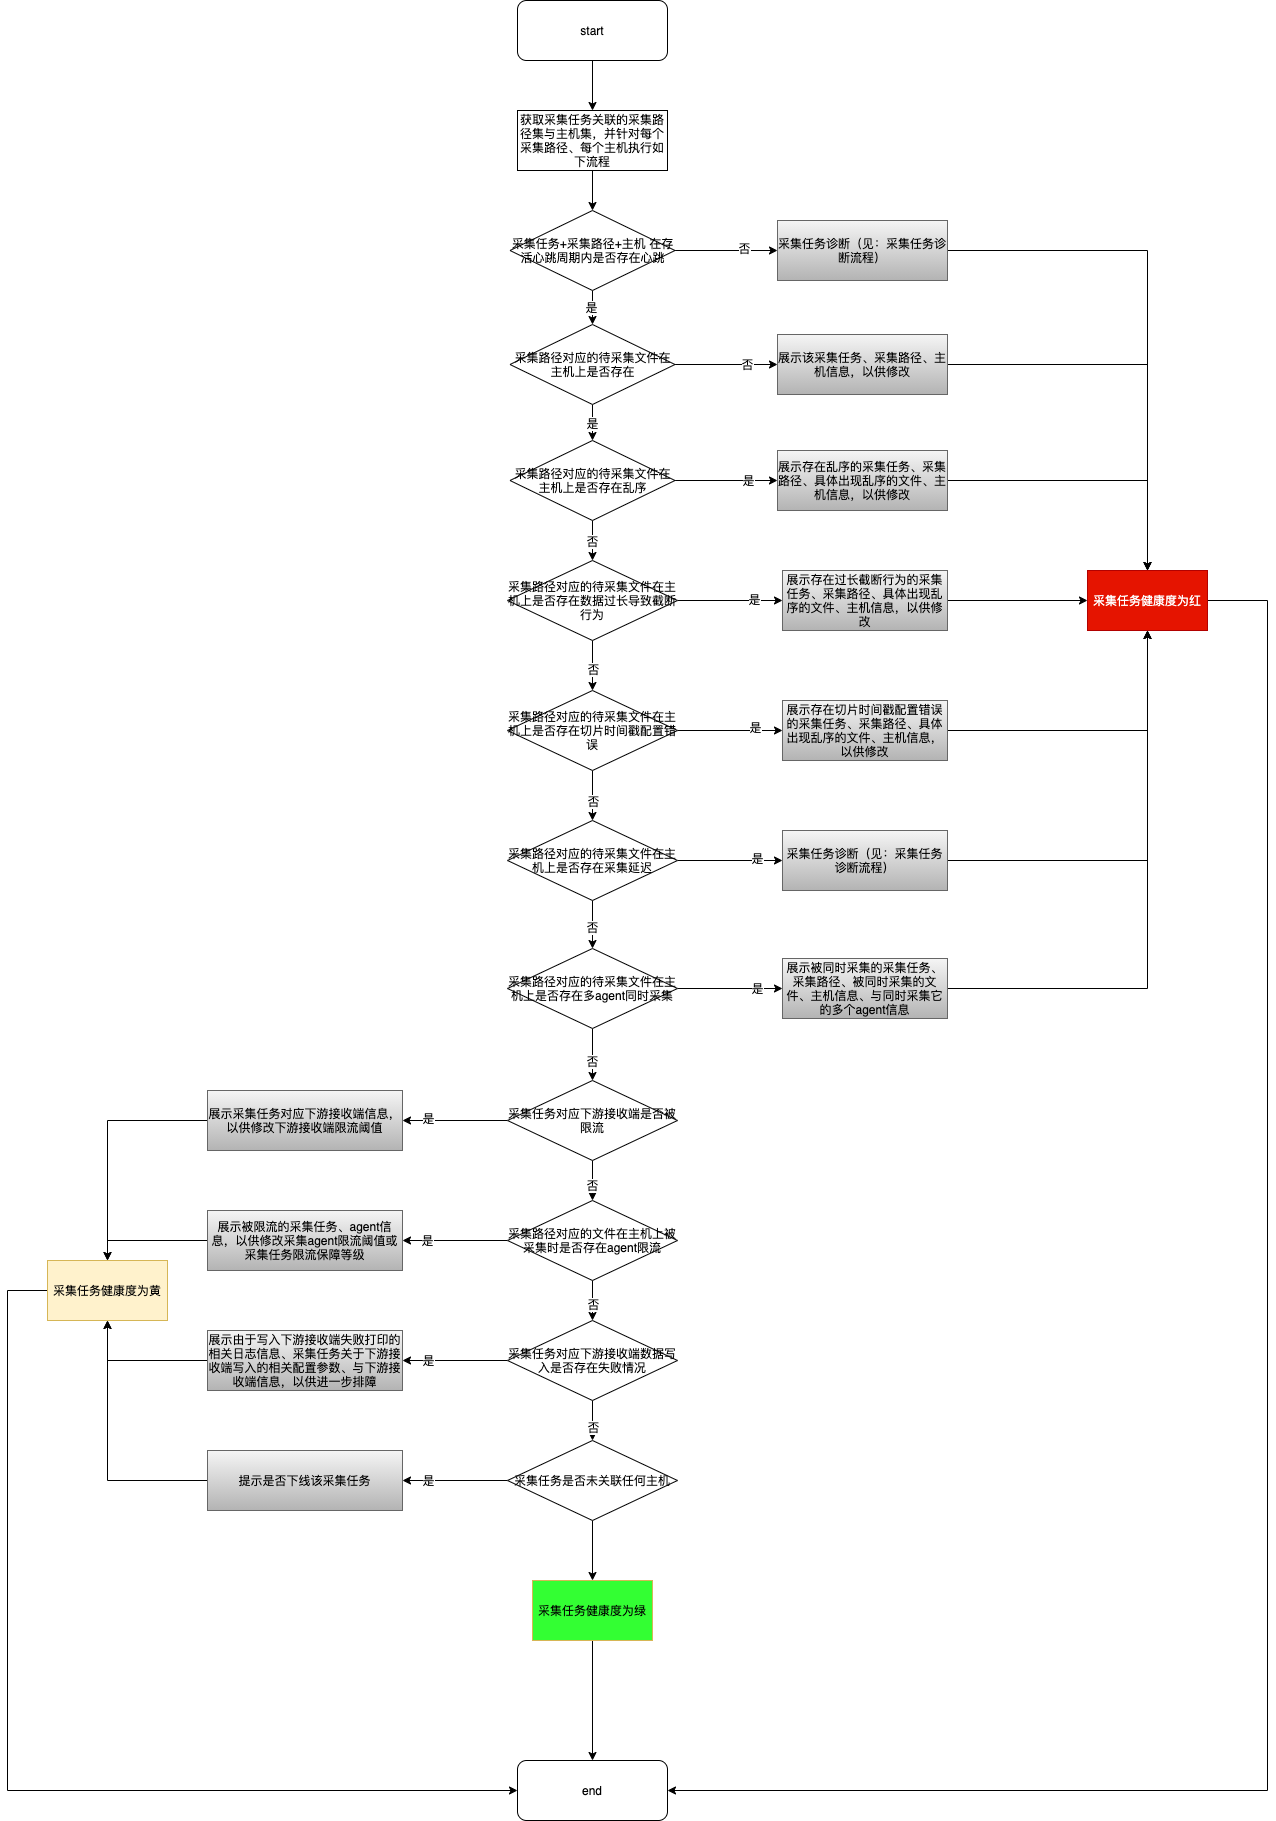 start
获取采集任务关联的采集路
径集与主机集，并针对每个
采集路径、每个主机执行如
下流程
采集任务+采集路径+主机 在存
活心跳周期内是否存在心跳
否
采集任务诊断（见：采集任务诊
断流程）
是
采集路径对应的待采集文件在
主机上是否存在
否
展示该采集任务、采集路径、主
机信息，以供修改
是
采集路径对应的待采集文件在
主机上是否存在乱序
是
展示存在乱序的采集任务、采集
路径、具体出现乱序的文件、主
机信息，以供修改
否
采集路径对应的待采集文件在主
机上是否存在数据过长导致截断
行为
是
展示存在过长截断行为的采集
任务、采集路径、具体出现乱
序的文件、主机信息，以供修
改
采集任务健康度为红
否
采集路径对应的待采集文件在主
机上是否存在切片时间戳配置错
误
是
展示存在切片时间戳配置错误
的采集任务、采集路径、具体
出现乱序的文件、主机信息，
以供修改
否
采集路径对应的待采集文件在主
机上是否存在采集延迟
是
采集任务诊断（见：采集任务
诊断流程）
否
采集路径对应的待采集文件在主
机上是否存在多agent同时采集
是
展示被同时采集的采集任务、
采集路径、被同时采集的文
件、主机信息、与同时采集它
的多个agent信息
否
采集任务对应下游接收端是否被
限流
是
展示采集任务对应下游接收端信息，
以供修改下游接收端限流阈值
否
采集路径对应的文件在主机上被
采集时是否存在agent限流
是
展示被限流的采集任务、agent信
息，以供修改采集agent限流阈值或
采集任务限流保障等级
采集任务健康度为黄
否
采集任务对应下游接收端数据写
入是否存在失败情况
是
展示由于写入下游接收端失败打印的
相关日志信息、采集任务关于下游接
收端写入的相关配置参数、与下游接
收端信息，以供进一步排障
否
采集任务是否未关联任何主机
是
提示是否下线该采集任务
采集任务健康度为绿
end